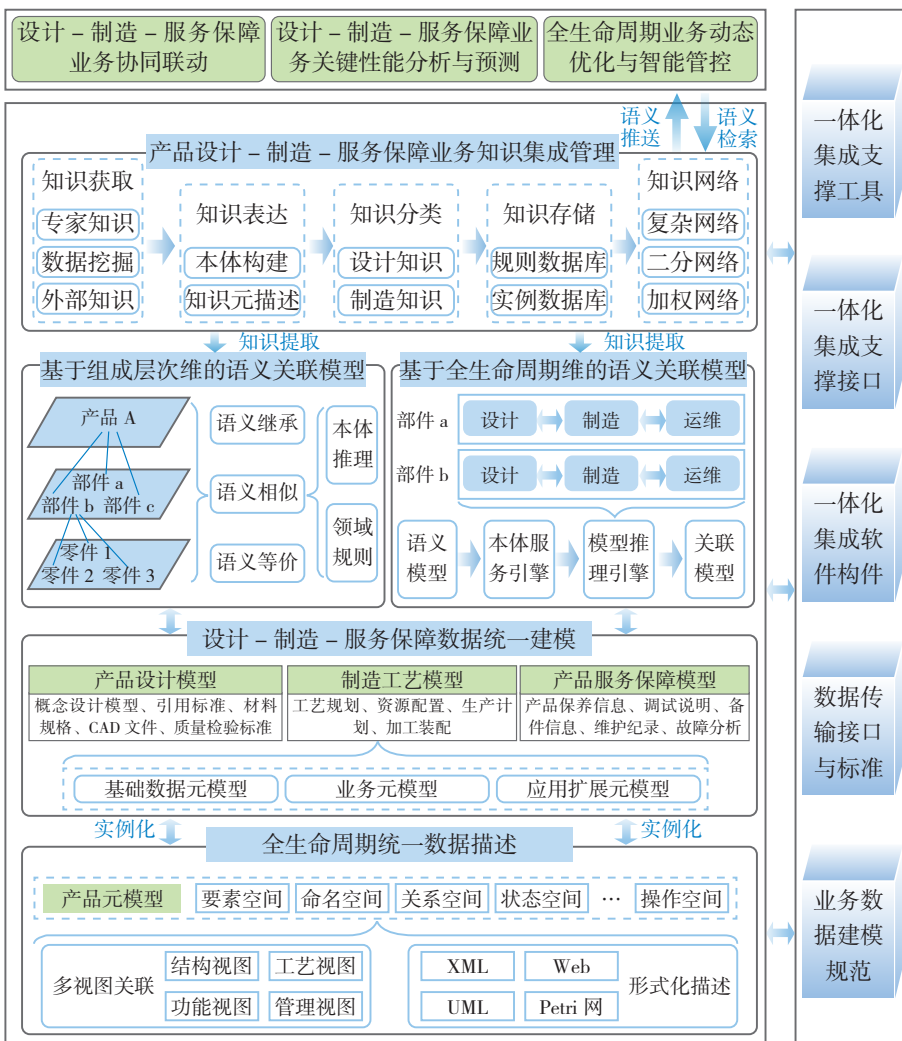 设计－制造－服务保障
业务协同联动
设计－制造－服务保障业
务关键性能分析与预测
全生命周期业务动态
优化与智能管控
语义
推送
语义
检索
产品设计－制造－服务保障业务知识集成管理
知识获取
专家知识
数据挖掘
外部知识
知识表达
本体构建
知识元描述
知识分类
设计知识
制造知识
知识存储
规则数据库
实例数据库
知识网络
复杂网络
二分网络
加权网络
知识提取
知识提取
基于组成层次维的语义关联模型
产品 A
部件 a
部件 b 部件 c
零件 1
零件 2 零件 3
语义继承
语义相似
语义等价
本体
推理
领域
规则
基于全生命周期维的语义关联模型
部件 a
设计
制造
运维
部件 b
设计
制造
运维
语义
模型
本体服
务引擎
模型推
理引擎
关联
模型
设计－制造－服务保障数据统一建模
产品设计模型
概念设计模型、引用标准、材料
规格、CAD 文件、质量检验标准
制造工艺模型
工艺规划、资源配置、生产计
划、加工装配
产品服务保障模型
产品保养信息、调试说明、备
件信息、维护纪录、故障分析
基础数据元模型
业务元模型
应用扩展元模型
实例化
实例化
全生命周期统一数据描述
产品元模型
要素空间
命名空间
关系空间
状态空间
…
操作空间
多视图关联
结构视图
工艺视图
功能视图
管理视图
XML
Web
UML
Petri 网
形式化描述
一体化
集成支
撑工具
一体化
集成支
撑接口
一体化
集成软
件构件
数据传
输接口
与标准
业务数
据建模
规范